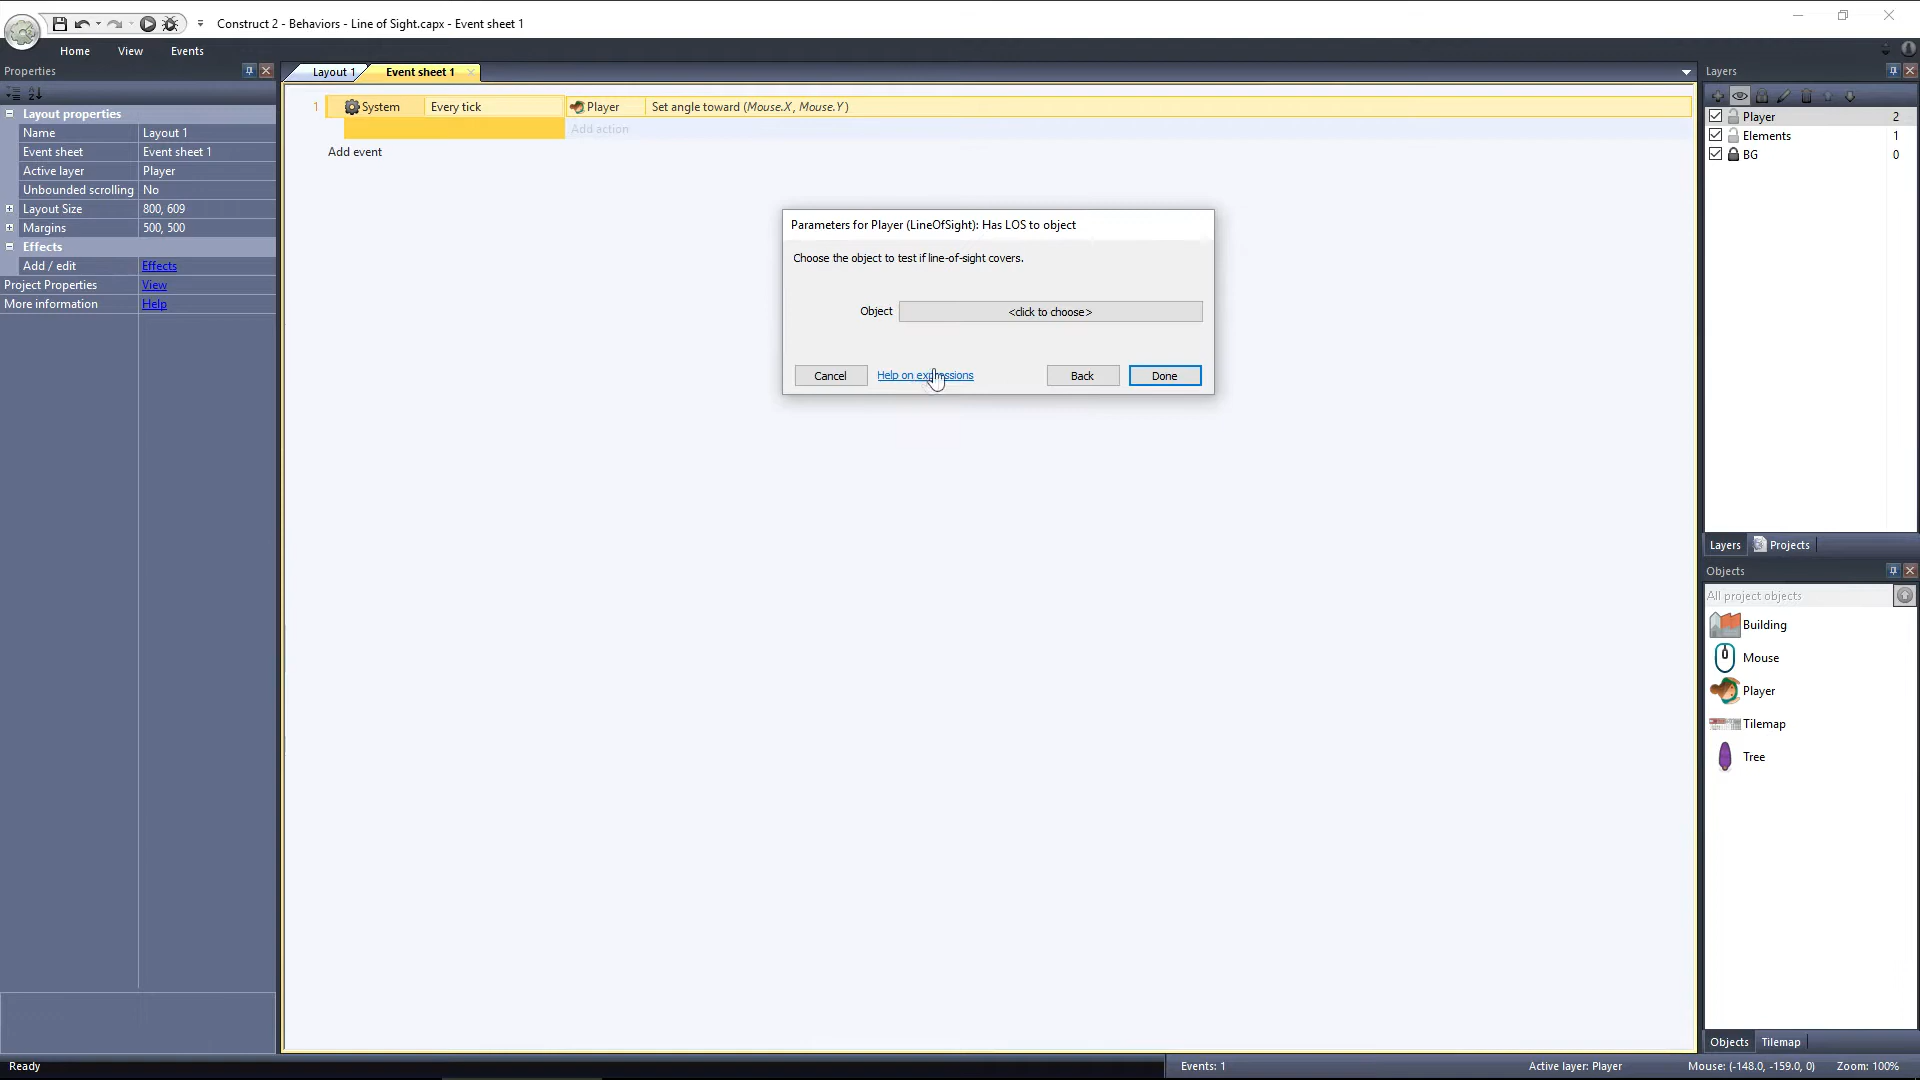 Construct 2 - Behaviors - Line of Sight.capx - Event sheet 1
Home View Events
Properties
Layout properties
Name Layout 1
Event sheet Event sheet 1
Active layer Player
Unbounded scrolling No
Layout Size 800, 609
Margins 500, 500
Effects
Add / edit Effects
Project Properties View
More information Help
Layout 1 Event sheet 1
1 System Every tick Player Set angle toward (Mouse.X, Mouse.Y)
Add action
Add event
Parameters for Player (LineOfSight): Has LOS to object
Choose the object to test if line-of-sight covers.
Object <click to choose>
Cancel Help on expressions Back Done
Layers
Player 2
Elements 1
BG 0
Layers Projects
Objects
All project objects
Building
Mouse
Player
Tilemap
Tree
Objects Tilemap
Ready Events: 1 Active layer: Player Mouse: (-148.0, -159.0, 0) Zoom: 100%